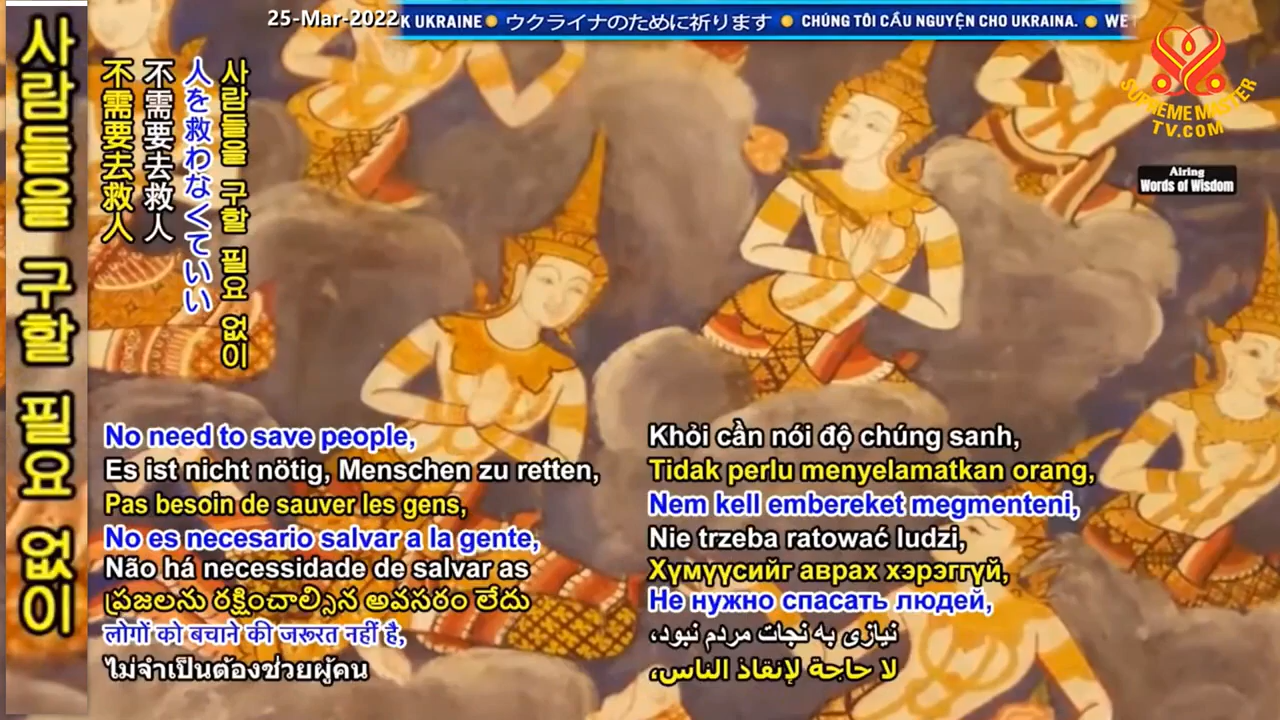 25-Mar-2022
K UKRAINE ウクライナのために祈ります CHÚNG TÔI CẦU NGUYỆN CHO UKRAINA. WE
SUPREME MASTER
TV.COM
Airing
Words of Wisdom
사람들을 구할 필요 없이
不需要去救人
不需要去救人
人を救わなくていい
사람들을 구할 필요 없이
No need to save people,
Es ist nicht nötig, Menschen zu retten,
Pas besoin de sauver les gens,
No es necesario salvar a la gente,
Não há necessidade de salvar as
ప్రజలను రక్షించాల్సిన అవసరం లేదు
लोगों को बचाने की जरूरत नहीं है,
ไม่จำเป็นต้องช่วยผู้คน
Khỏi cần nói độ chúng sanh,
Tidak perlu menyelamatkan orang,
Nem kell embereket megmenteni,
Nie trzeba ratować ludzi,
Хүмүүсийг аврах хэрэггүй,
Не нужно спасать людей,
نیازی به نجات مردم نبود،
لا حاجة لإنقاذ الناس،